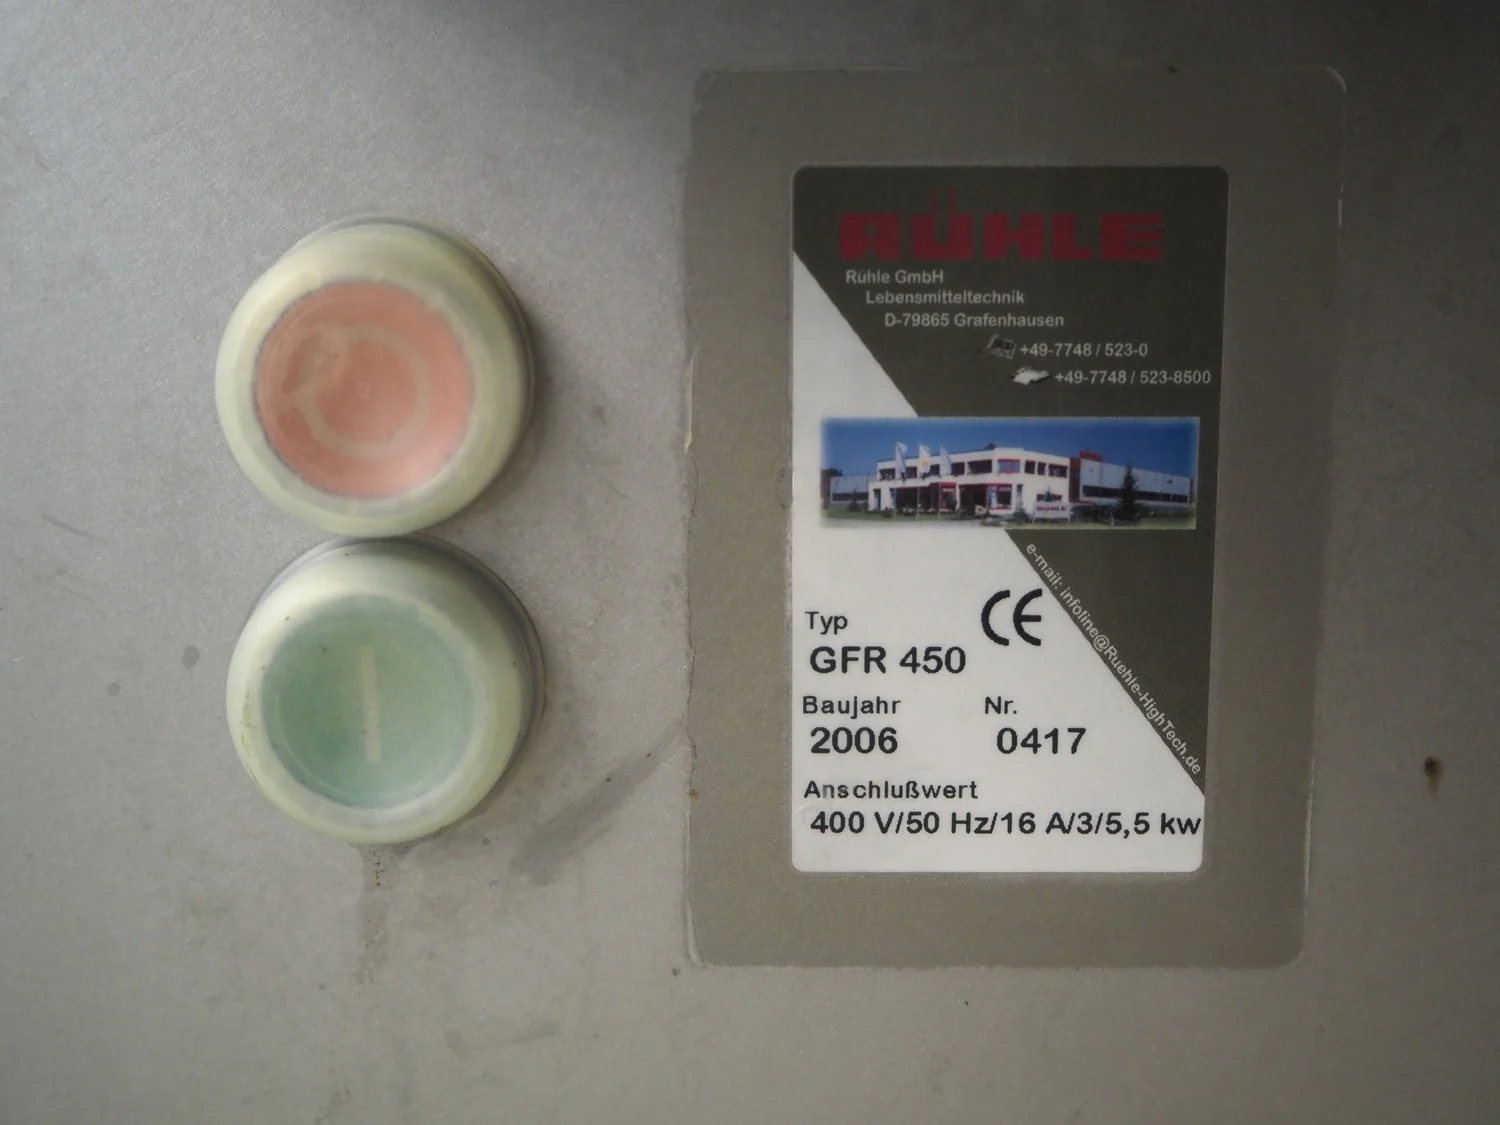 RÜHLE
Rühle GmbH
Lebensmitteltechnik
D-79865 Grafenhausen
+49-7748 / 523-0
+49-7748 / 523-8500
RÜHLE
e-mail: infoline@Ruehle-HighTech.de
CE
Typ
GFR 450
Baujahr Nr.
2006 0417
Anschlußwert
400 V/50 Hz/16 A/3/5,5 kw